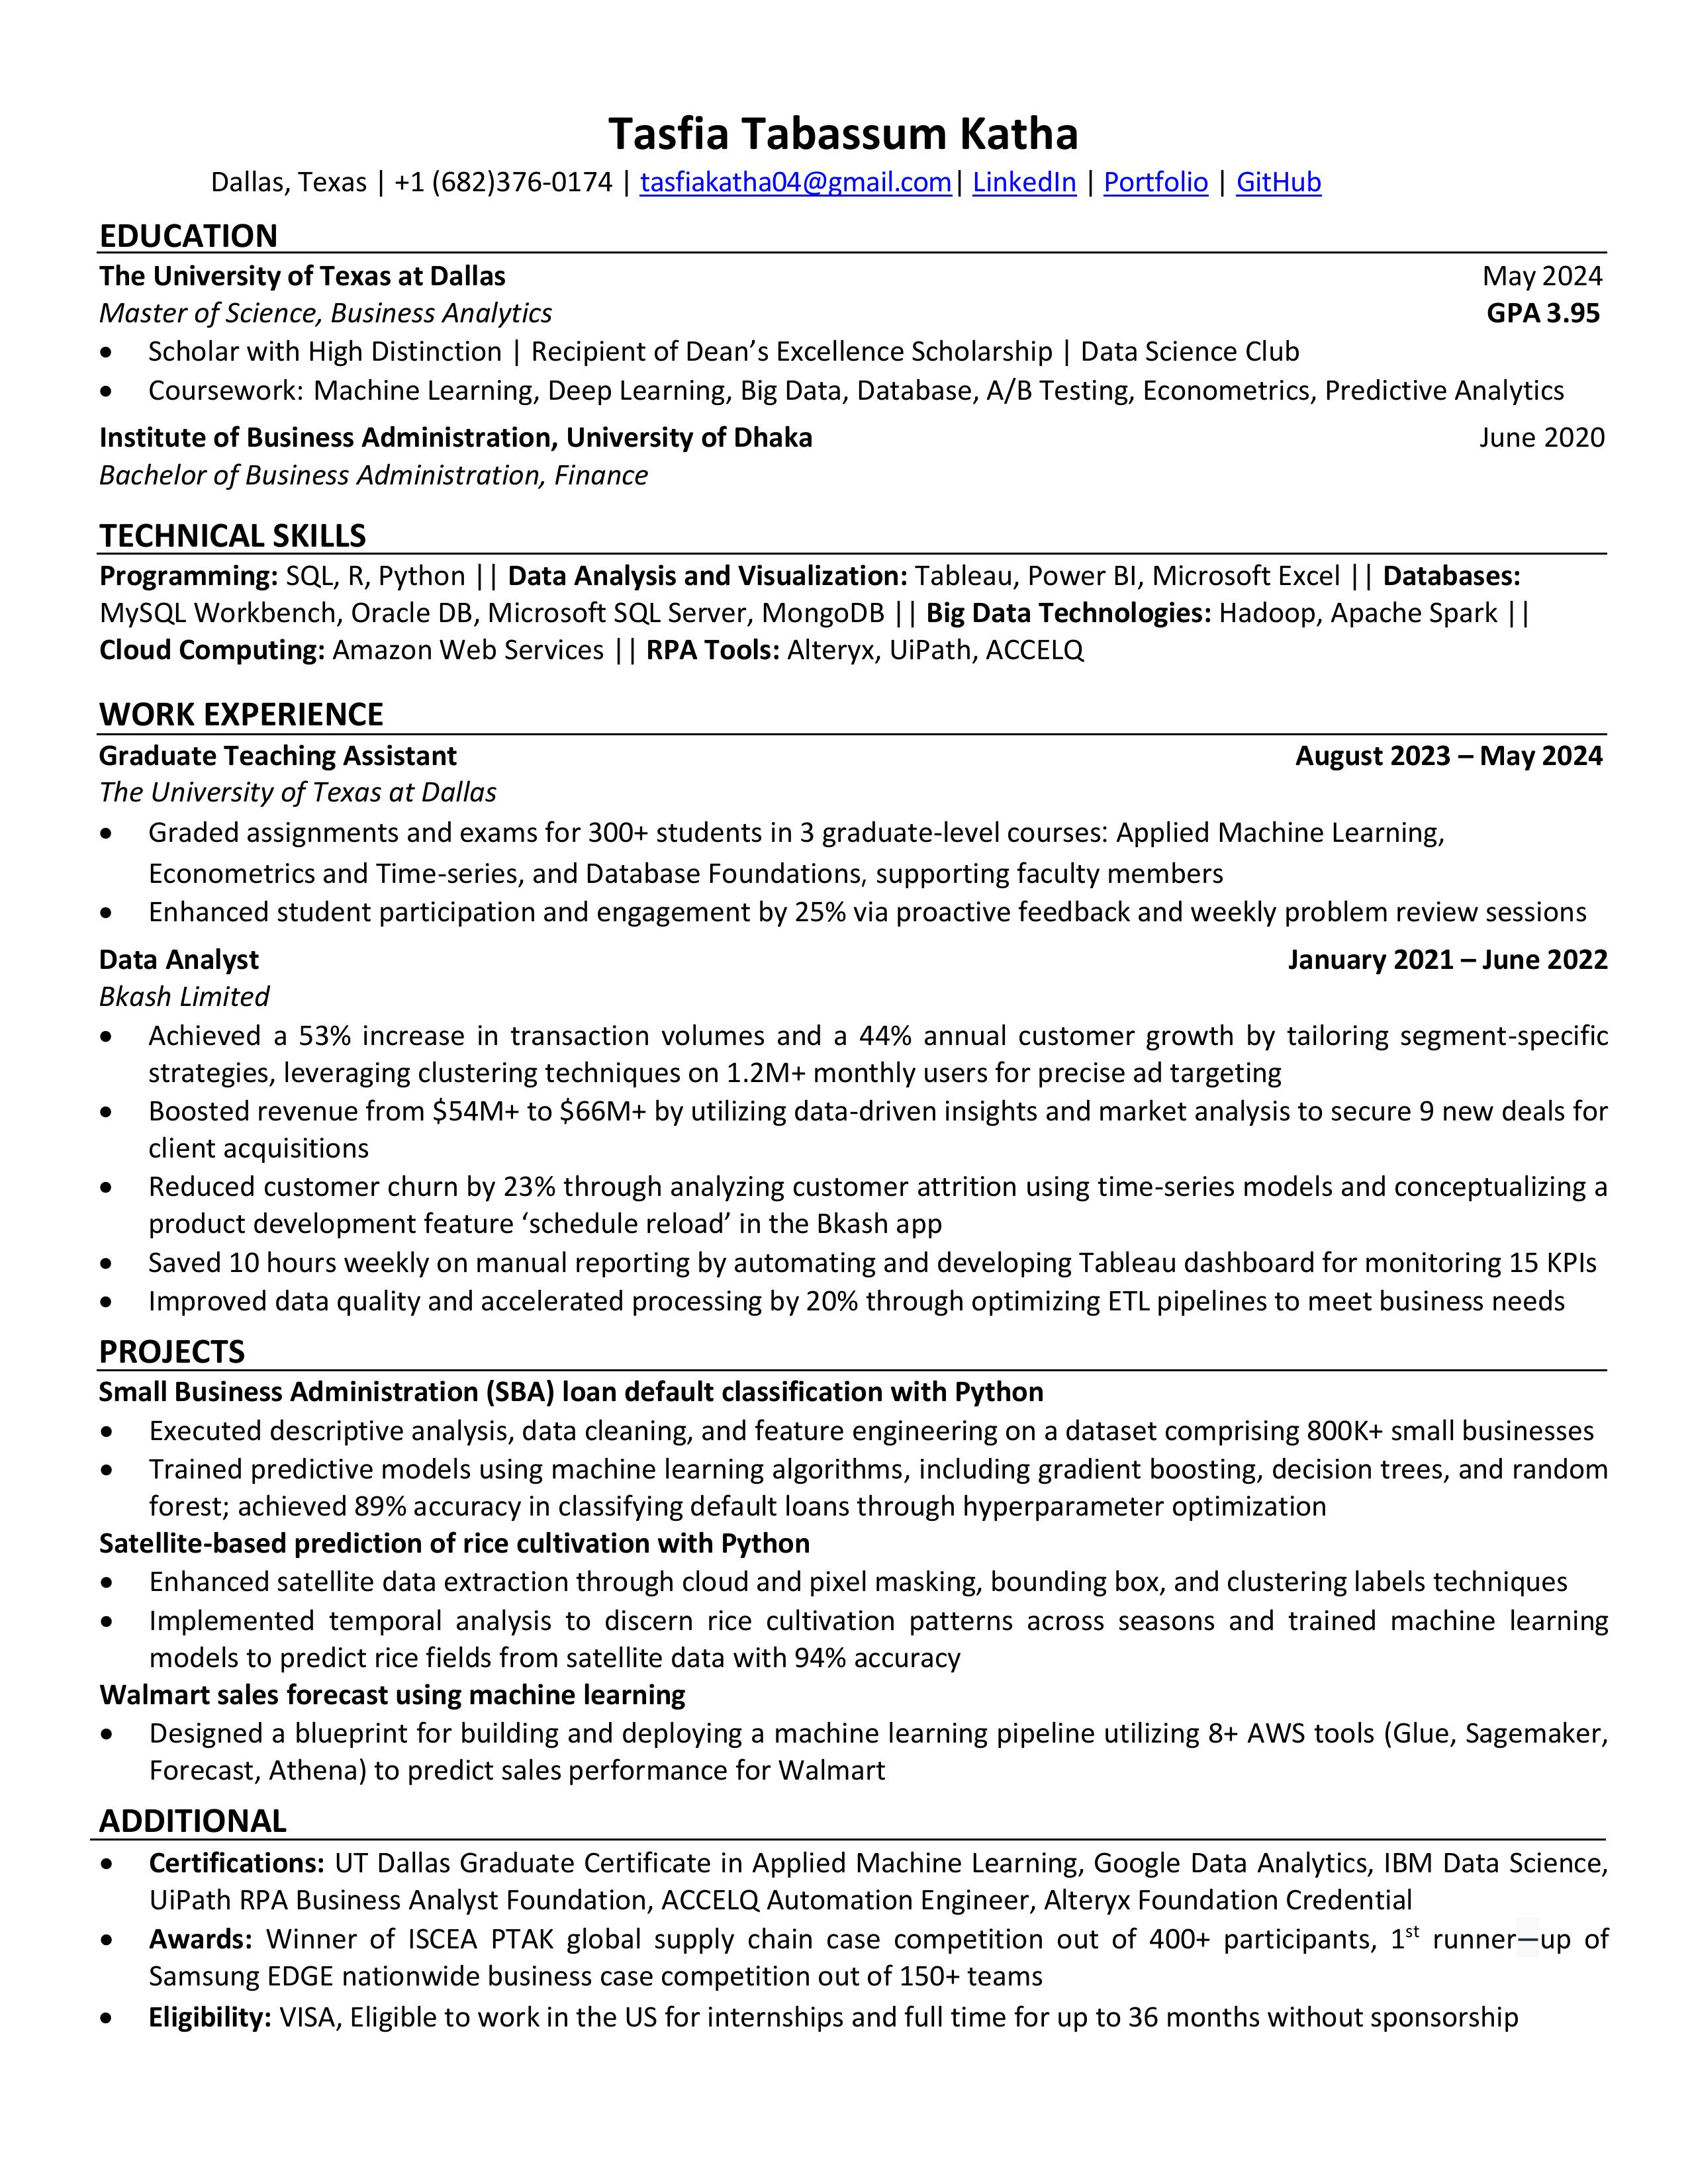 Tasfia Tabassum Katha
Dallas, Texas | +1 (682)376-0174 | tasfiakatha04@gmail.com| LinkedIn | Portfolio | GitHub
EDUCATION
The University of Texas at Dallas May 2024
Master of Science, Business Analytics GPA 3.95
• Scholar with High Distinction | Recipient of Dean’s Excellence Scholarship | Data Science Club
• Coursework: Machine Learning, Deep Learning, Big Data, Database, A/B Testing, Econometrics, Predictive Analytics
Institute of Business Administration, University of Dhaka June 2020
Bachelor of Business Administration, Finance
TECHNICAL SKILLS
Programming: SQL, R, Python || Data Analysis and Visualization: Tableau, Power BI, Microsoft Excel || Databases:
MySQL Workbench, Oracle DB, Microsoft SQL Server, MongoDB || Big Data Technologies: Hadoop, Apache Spark ||
Cloud Computing: Amazon Web Services || RPA Tools: Alteryx, UiPath, ACCELQ
WORK EXPERIENCE
Graduate Teaching Assistant August 2023 – May 2024
The University of Texas at Dallas
• Graded assignments and exams for 300+ students in 3 graduate-level courses: Applied Machine Learning,
Econometrics and Time-series, and Database Foundations, supporting faculty members
• Enhanced student participation and engagement by 25% via proactive feedback and weekly problem review sessions
Data Analyst January 2021 – June 2022
Bkash Limited
• Achieved a 53% increase in transaction volumes and a 44% annual customer growth by tailoring segment-specific
strategies, leveraging clustering techniques on 1.2M+ monthly users for precise ad targeting
• Boosted revenue from $54M+ to $66M+ by utilizing data-driven insights and market analysis to secure 9 new deals for
client acquisitions
• Reduced customer churn by 23% through analyzing customer attrition using time-series models and conceptualizing a
product development feature ‘schedule reload’ in the Bkash app
• Saved 10 hours weekly on manual reporting by automating and developing Tableau dashboard for monitoring 15 KPIs
• Improved data quality and accelerated processing by 20% through optimizing ETL pipelines to meet business needs
PROJECTS
Small Business Administration (SBA) loan default classification with Python
• Executed descriptive analysis, data cleaning, and feature engineering on a dataset comprising 800K+ small businesses
• Trained predictive models using machine learning algorithms, including gradient boosting, decision trees, and random
forest; achieved 89% accuracy in classifying default loans through hyperparameter optimization
Satellite-based prediction of rice cultivation with Python
• Enhanced satellite data extraction through cloud and pixel masking, bounding box, and clustering labels techniques
• Implemented temporal analysis to discern rice cultivation patterns across seasons and trained machine learning
models to predict rice fields from satellite data with 94% accuracy
Walmart sales forecast using machine learning
• Designed a blueprint for building and deploying a machine learning pipeline utilizing 8+ AWS tools (Glue, Sagemaker,
Forecast, Athena) to predict sales performance for Walmart
ADDITIONAL
• Certifications: UT Dallas Graduate Certificate in Applied Machine Learning, Google Data Analytics, IBM Data Science,
UiPath RPA Business Analyst Foundation, ACCELQ Automation Engineer, Alteryx Foundation Credential
• Awards: Winner of ISCEA PTAK global supply chain case competition out of 400+ participants, 1st runner–up of
Samsung EDGE nationwide business case competition out of 150+ teams
• Eligibility: VISA, Eligible to work in the US for internships and full time for up to 36 months without sponsorship